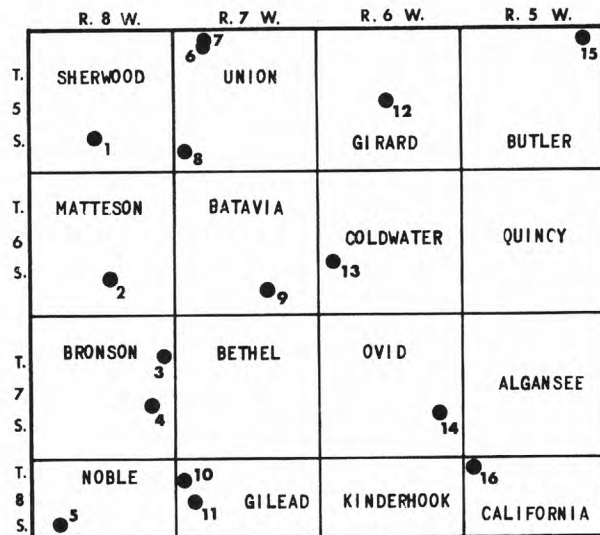 R. 8 W. R. 7 W. R. 6 W. R. 5 W.
7
6
15
T. SHERWOOD UNION
5
12
S. 1 8 GIRARD BUTLER
T. MATTESON BATAVIA
6 COLDWATER QUINCY
S. 13
2 9
T. BRONSON BETHEL OVID
3
7 ALGANSEE
S. 4 14
T. NOBLE 10 16
8 11 GILEAD KINDERHOOK CALIFORNIA
S. 5